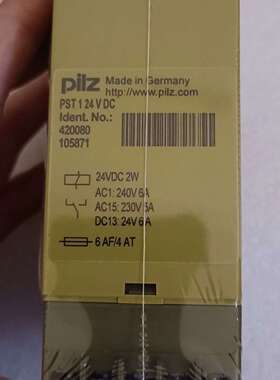 pilz Made in Germany
http://www.pilz.com
PST 1 24 V DC
Ident. No.:
420080
105871
24VDC 2W
AC1: 240V 6A
AC15: 230V 5A
DC13: 24V 6A
6 AF/4 AT